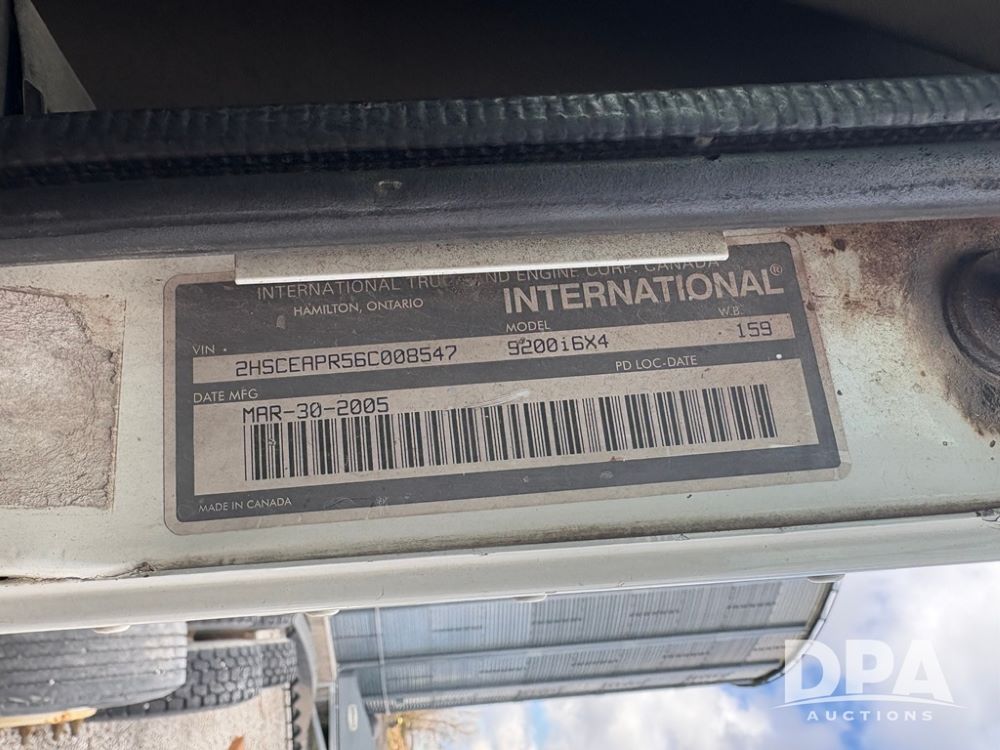 INTERNATIONAL TRUCK AND ENGINE CORP. CANADA
HAMILTON, ONTARIO
INTERNATIONAL®
VIN MODEL W.B.
2HSCEAPR56C008547 9200i6X4 159
DATE MFG PD LOC-DATE
MAR-30-2005
MADE IN CANADA
DPA
AUCTIONS